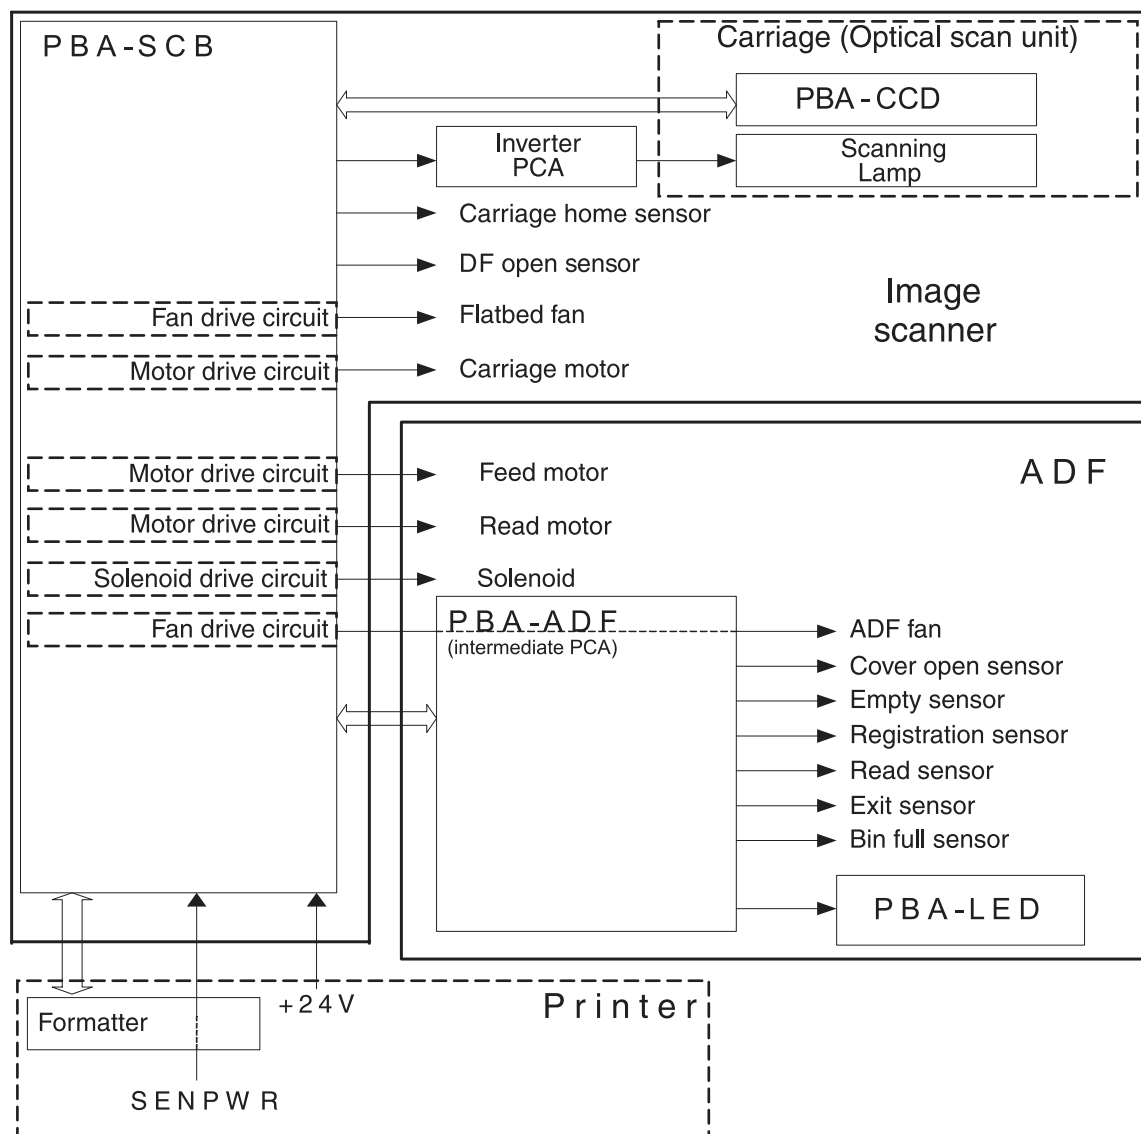 PBA-SCB
Carriage (Optical scan unit)
PBA-CCD
Inverter
PCA
Scanning
Lamp
Carriage home sensor
DF open sensor
Fan drive circuit
Flatbed fan
Motor drive circuit
Carriage motor
Image
scanner
Motor drive circuit
Feed motor
ADF
Motor drive circuit
Read motor
Solenoid drive circuit
Solenoid
Fan drive circuit
PBA-ADF
(intermediate PCA)
ADF fan
Cover open sensor
Empty sensor
Registration sensor
Read sensor
Exit sensor
Bin full sensor
PBA-LED
+24V
Printer
Formatter
SENPWR